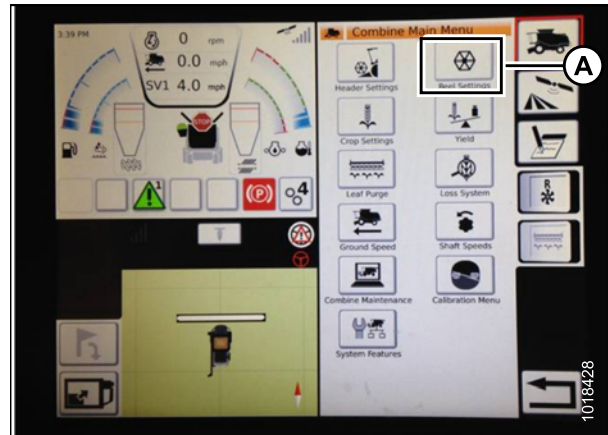 3:39 PM
0 rpm
0.0 mph
SV1 4.0 mph
STOP
1
(P)
4
Combine Main Menu
Header Settings
Reel Settings
Crop Settings
Yield
Leaf Purge
Loss System
Ground Speed
Shaft Speeds
Combine Maintenance
Calibration Menu
System Features
R
A
1018428